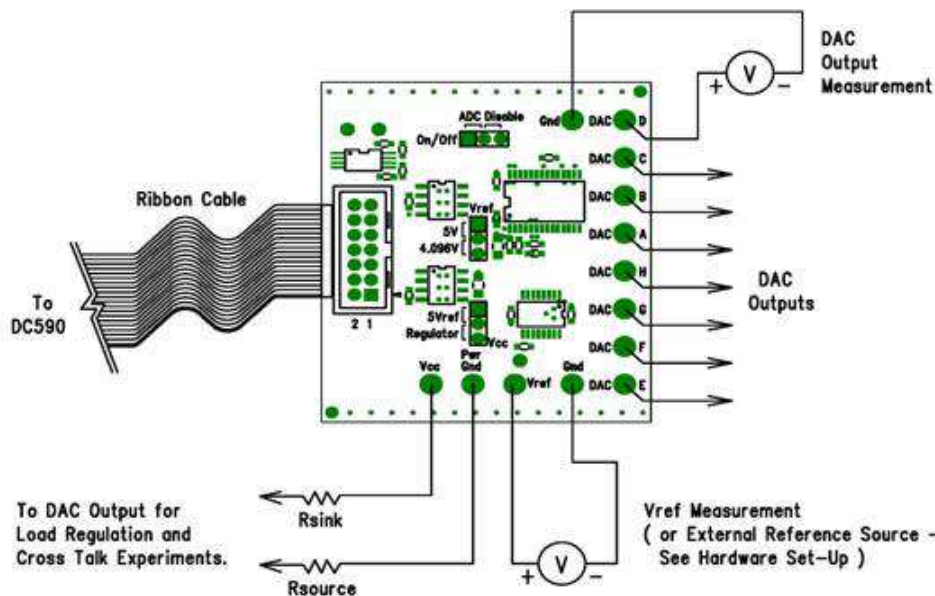 DAC
Output
Measurement
+ V -
ADC Disable
On/Off
Gnd
DAC D
DAC C
DAC B
DAC A
DAC H
DAC G
DAC F
DAC E
Ribbon Cable
Vref
5V
4.096V
To
DC590
2 1
5Vref
Regulator
Vcc
DAC
Outputs
Vcc
Pwr
Gnd
Vref
Gnd
To DAC Output for
Load Regulation and
Cross Talk Experiments.
Rsink
Rsource
+ V -
Vref Measurement
( or External Reference Source -
See Hardware Set-Up )